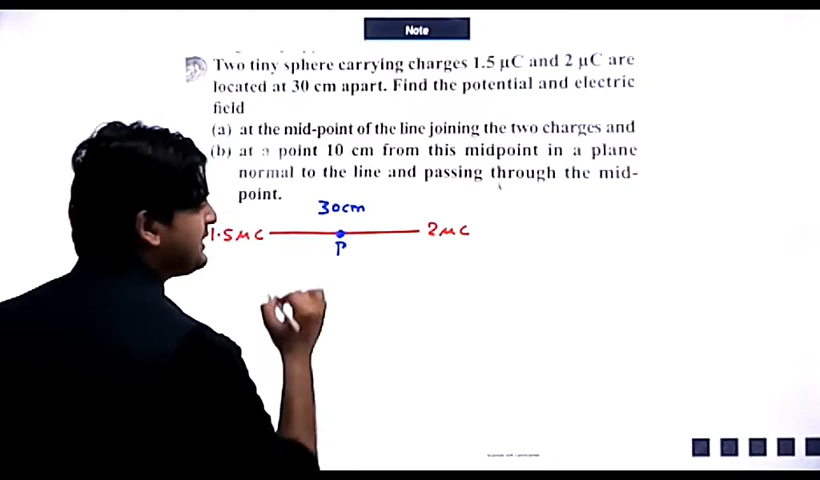 Note
Two tiny sphere carrying charges 1.5 μC and 2 μC are
located at 30 cm apart. Find the potential and electric
field
(a) at the mid-point of the line joining the two charges and
(b) at a point 10 cm from this midpoint in a plane
normal to the line and passing through the mid-
point.
30cm
1.5μC 2μC
P